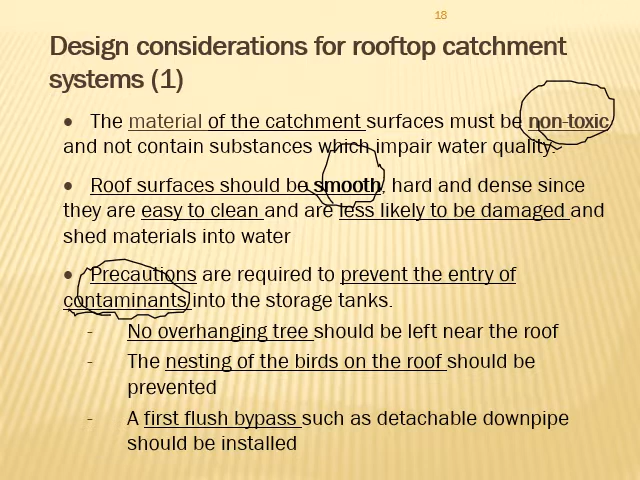 18
Design considerations for rooftop catchment
systems (1)
• The material of the catchment surfaces must be non-toxic
and not contain substances which impair water quality.
• Roof surfaces should be smooth, hard and dense since
they are easy to clean and are less likely to be damaged and
shed materials into water
• Precautions are required to prevent the entry of
contaminants into the storage tanks.
- No overhanging tree should be left near the roof
- The nesting of the birds on the roof should be
prevented
- A first flush bypass such as detachable downpipe
should be installed